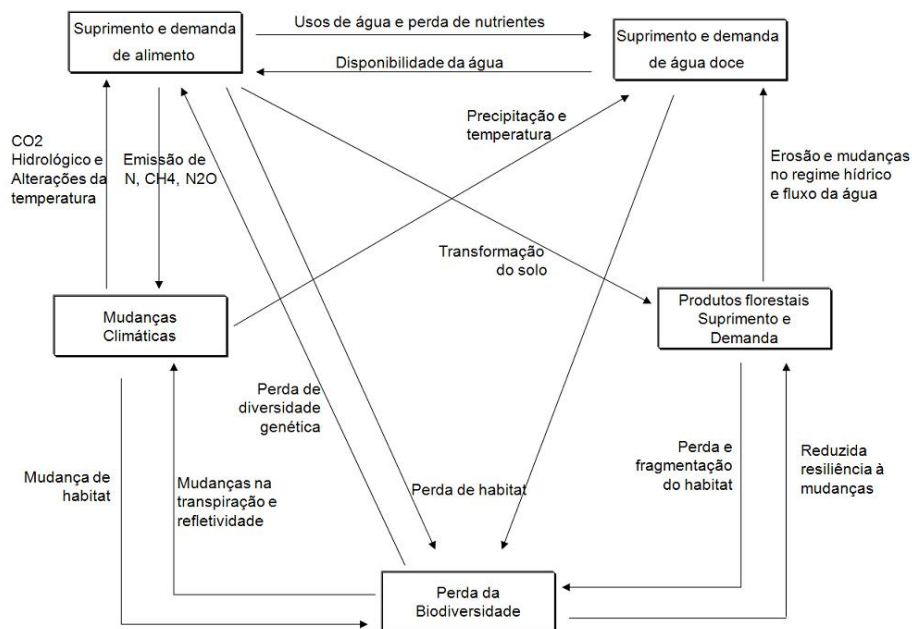 Suprimento e demanda
de alimento
Usos de água e perda de nutrientes
Disponibilidade da água
Suprimento e demanda
de água doce
CO2
Hidrológico e
Alterações da
temperatura
Emissão de
N, CH4, N2O
Precipitação e
temperatura
Erosão e mudanças
no regime hídrico
e fluxo da água
Transformação
do solo
Mudanças
Climáticas
Produtos florestais
Suprimento e
Demanda
Perda de
diversidade
genética
Mudança de
habitat
Mudanças na
transpiração e
refletividade
Perda de habitat
Perda e
fragmentação
do habitat
Reduzida
resiliência à
mudanças
Perda da
Biodiversidade